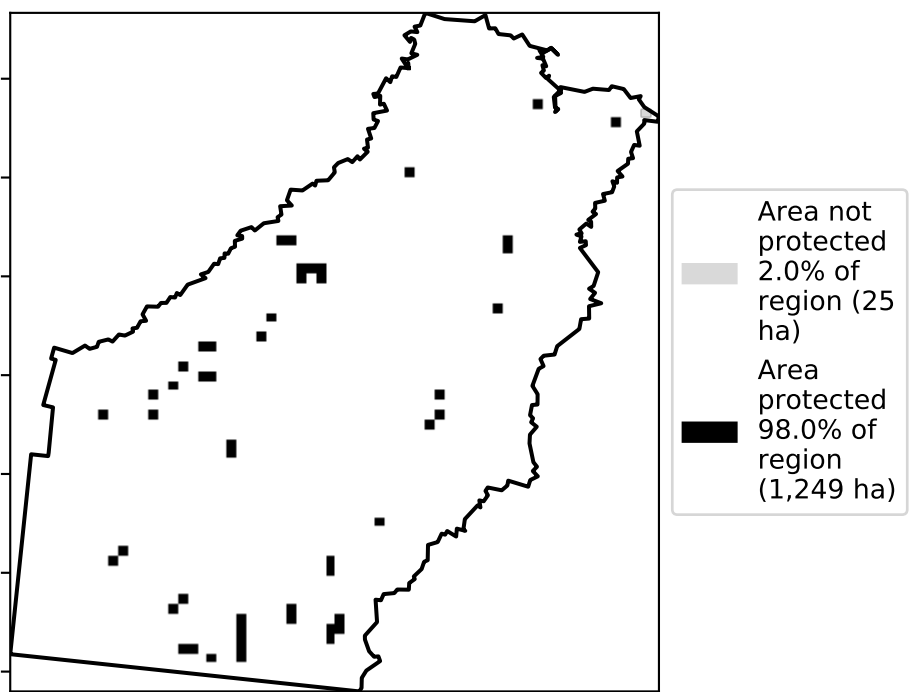 Area not
protected
2.0% of
region (25
ha)
Area
protected
98.0% of
region
(1,249 ha)